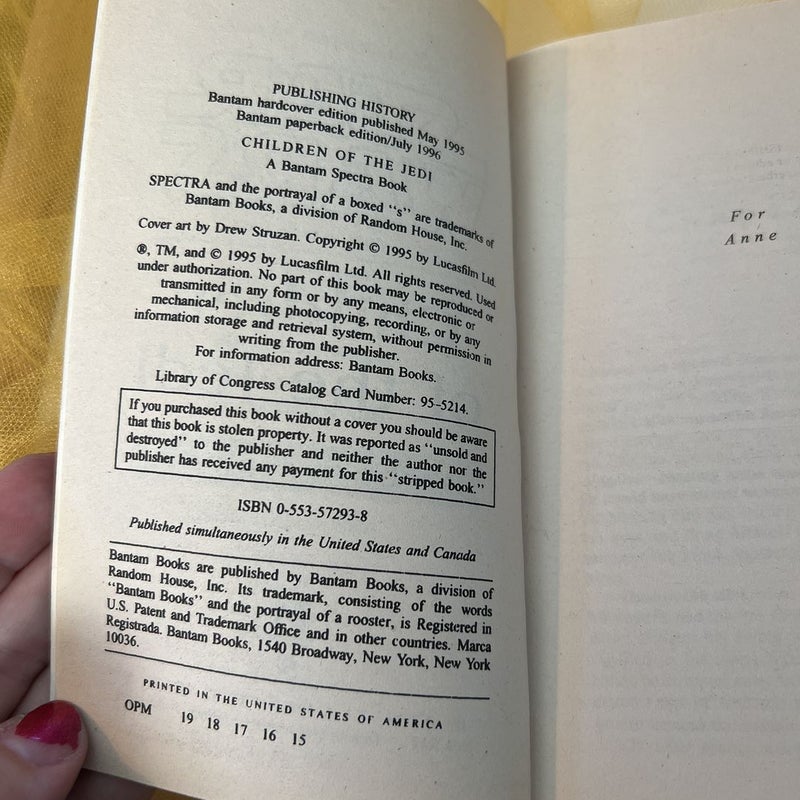 PUBLISHING HISTORY
Bantam hardcover edition published May 1995
Bantam paperback edition/July 1996
CHILDREN OF THE JEDI
A Bantam Spectra Book
SPECTRA and the portrayal of a boxed “s” are trademarks of
Bantam Books, a division of Random House, Inc.
Cover art by Drew Struzan. Copyright © 1995 by Lucasfilm Ltd.
®, TM, and © 1995 by Lucasfilm Ltd. All rights reserved. Used
under authorization. No part of this book may be reproduced or
transmitted in any form or by any means, electronic or
mechanical, including photocopying, recording, or by any
information storage and retrieval system, without permission in
writing from the publisher.
For information address: Bantam Books.
Library of Congress Catalog Card Number: 95-5214.
If you purchased this book without a cover you should be aware
that this book is stolen property. It was reported as “unsold and
destroyed” to the publisher and neither the author nor the
publisher has received any payment for this “stripped book.”
ISBN 0-553-57293-8
Published simultaneously in the United States and Canada
Bantam Books are published by Bantam Books, a division of
Random House, Inc. Its trademark, consisting of the words
“Bantam Books” and the portrayal of a rooster, is Registered in
U.S. Patent and Trademark Office and in other countries. Marca
Registrada. Bantam Books, 1540 Broadway, New York, New York
10036.
PRINTED IN THE UNITED STATES OF AMERICA
OPM 19 18 17 16 15
For
Anne